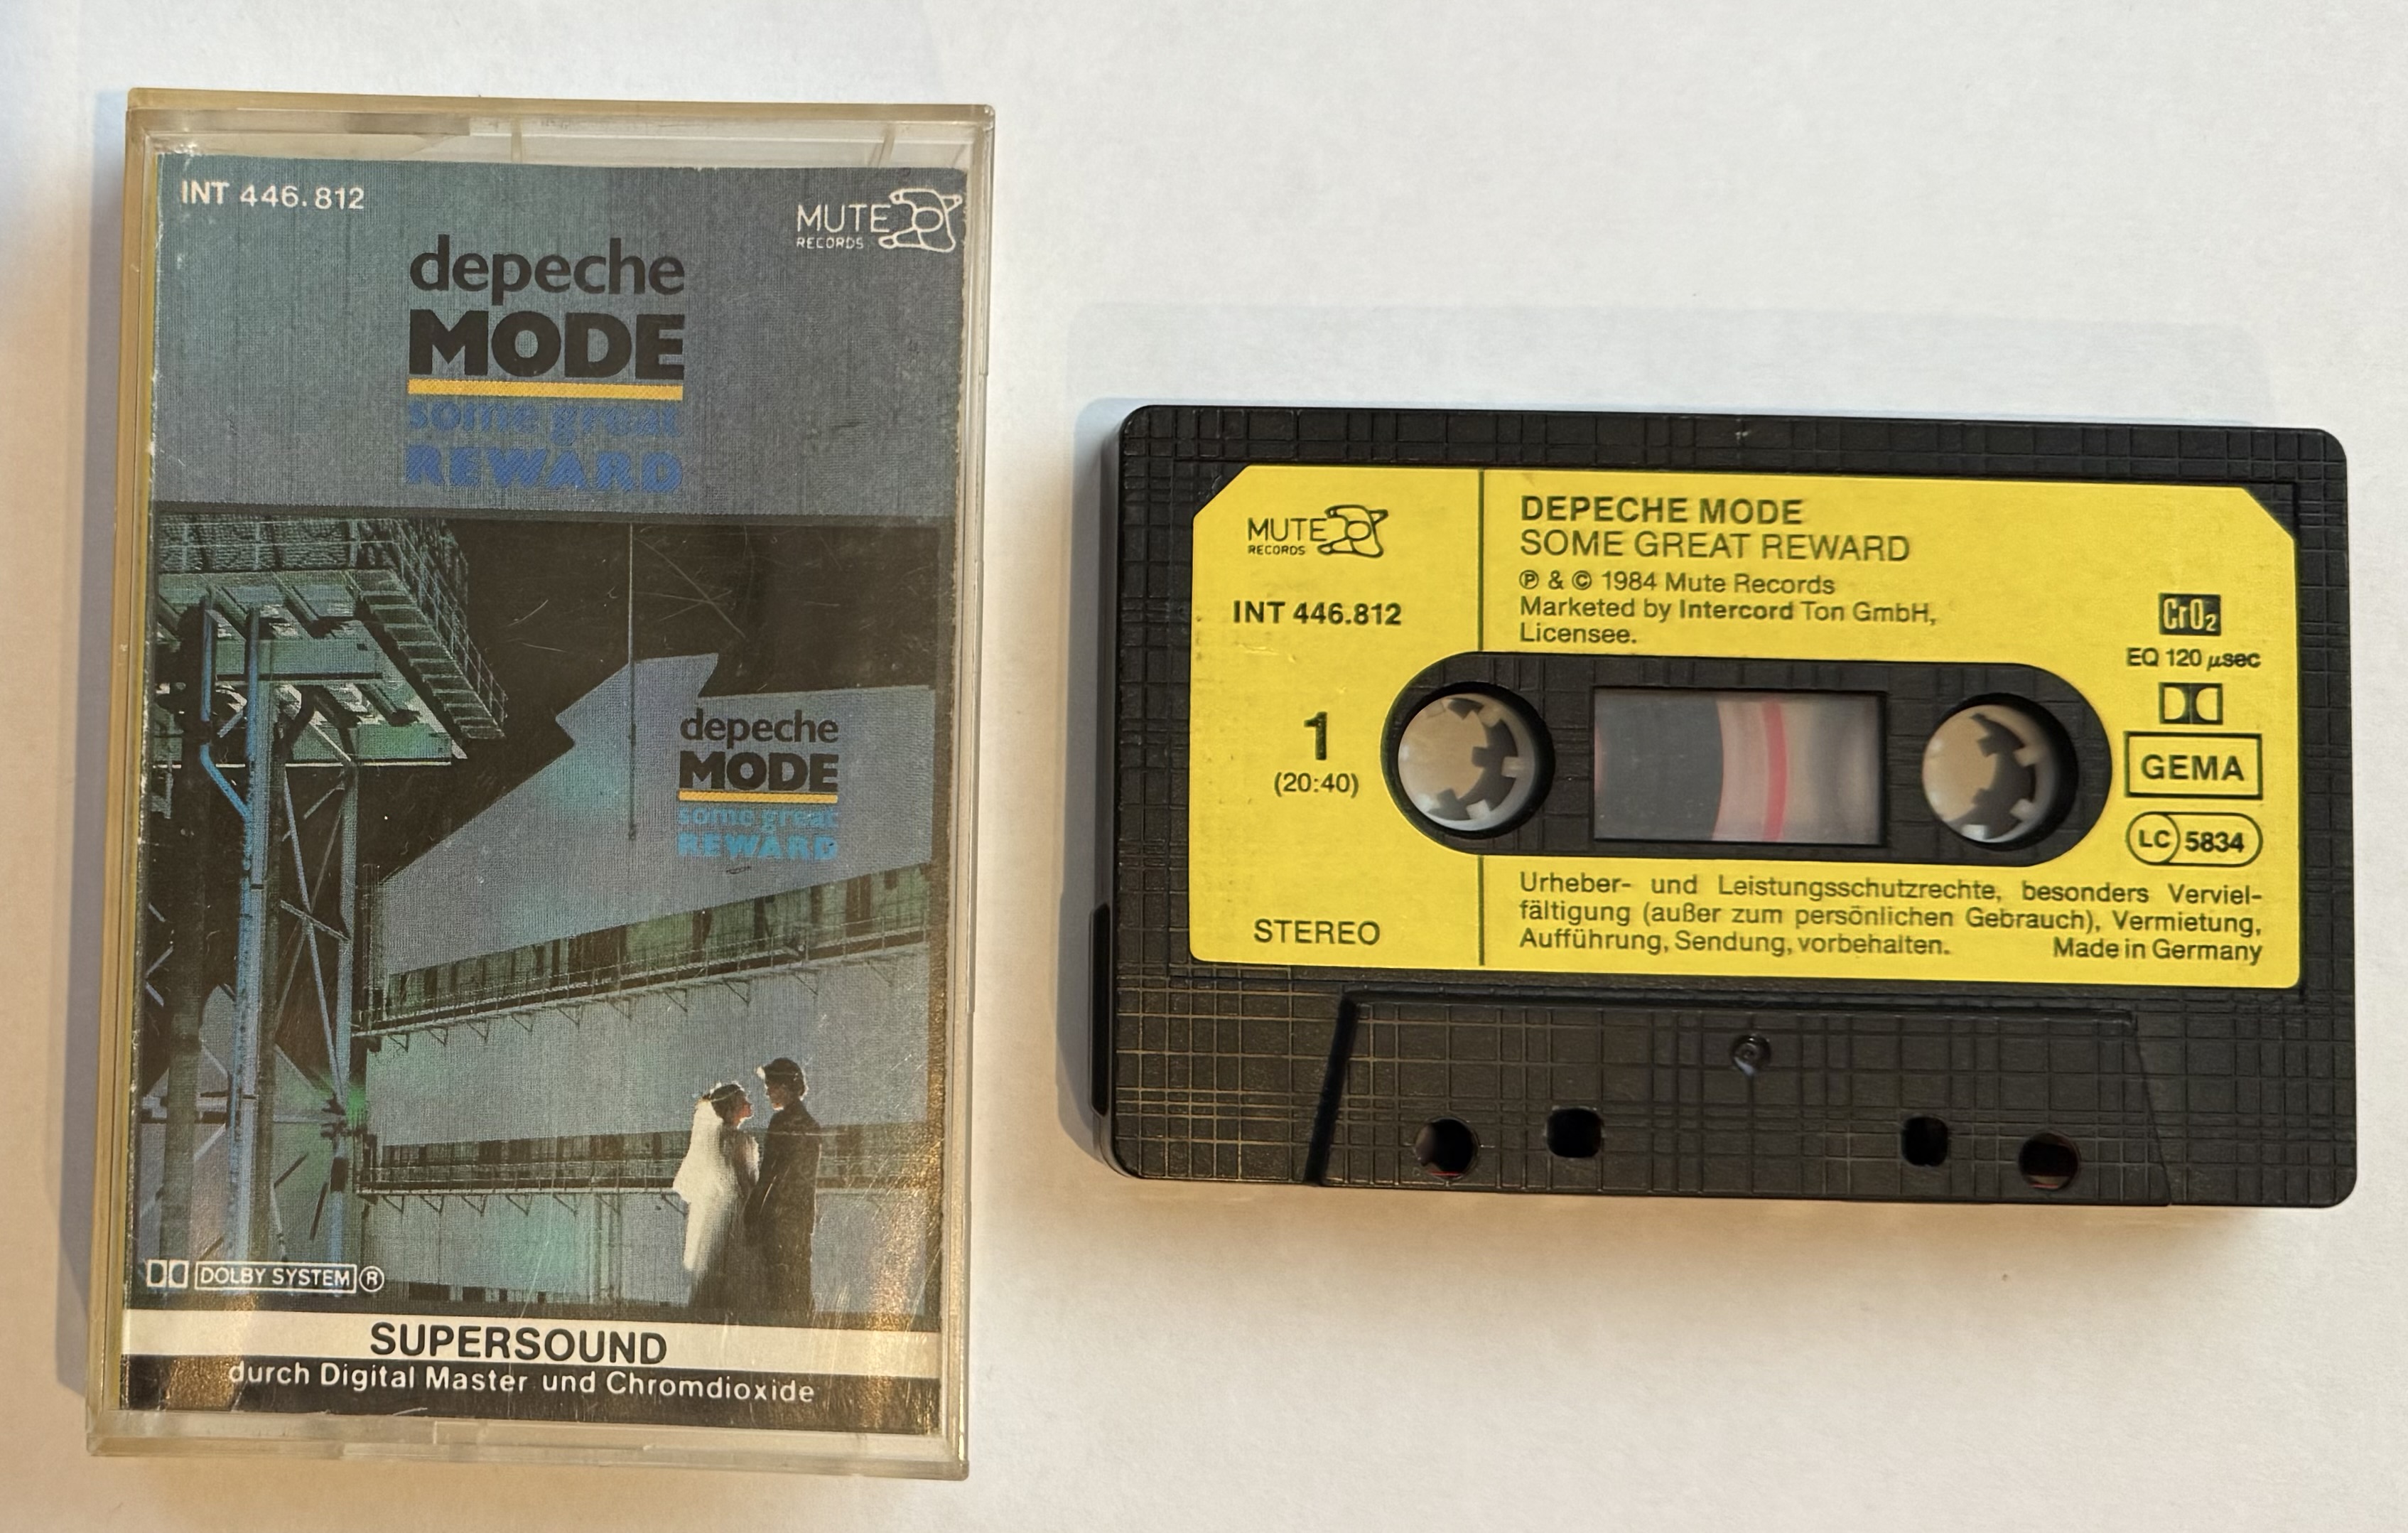 INT 446.812
MUTE
RECORDS
depeche
MODE
some great
REWARD
depeche
MODE
some great
REWARD
DOLBY SYSTEM ®
SUPERSOUND
durch Digital Master und Chromdioxide
MUTE
RECORDS
INT 446.812
1
(20:40)
STEREO
DEPECHE MODE
SOME GREAT REWARD
℗ & © 1984 Mute Records
Marketed by Intercord Ton GmbH,
Licensee.
CrO₂
EQ 120 µsec
GEMA
LC 5834
Urheber- und Leistungsschutzrechte, besonders Verviel-
fältigung (außer zum persönlichen Gebrauch), Vermietung,
Aufführung, Sendung, vorbehalten. Made in Germany